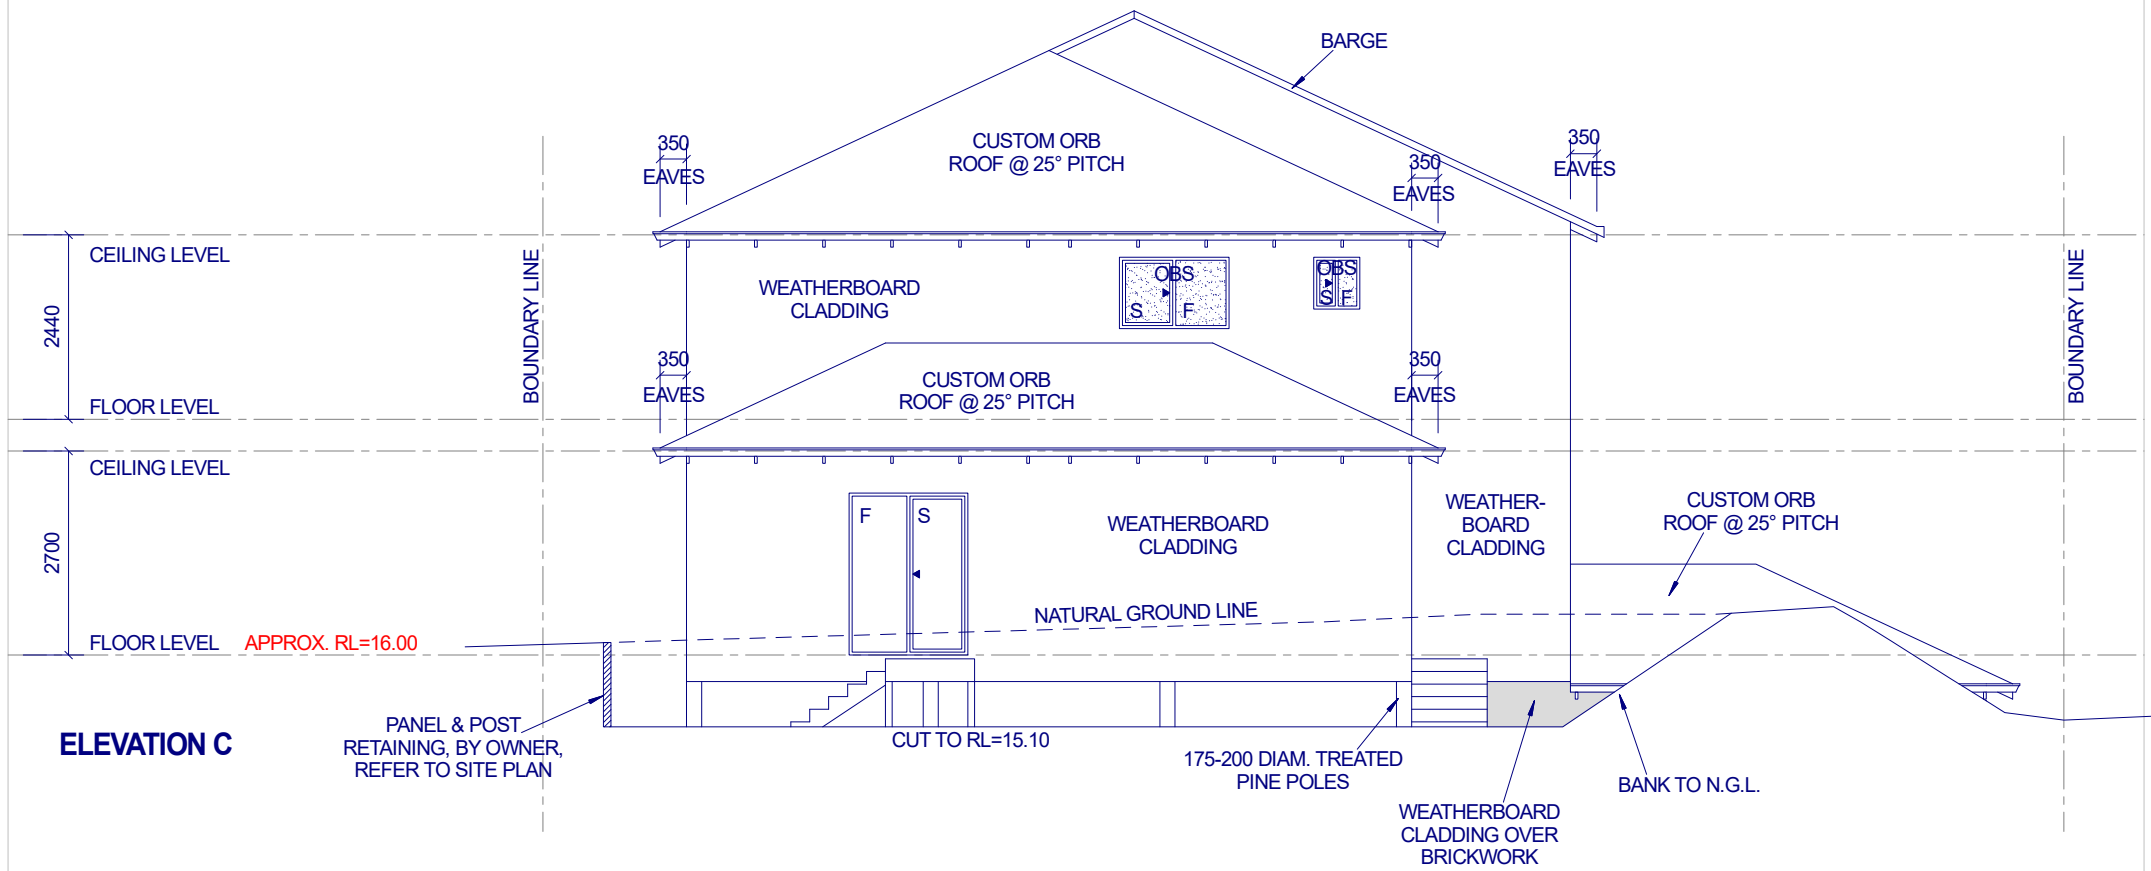 BARGE
CUSTOM ORB
ROOF @ 25° PITCH
350
EAVES
350
EAVES
350
EAVES
CEILING LEVEL
2440
FLOOR LEVEL
BOUNDARY LINE
WEATHERBOARD
CLADDING
OBS
S F
OBS
S F
BOUNDARY LINE
350
EAVES
CUSTOM ORB
ROOF @ 25° PITCH
350
EAVES
CEILING LEVEL
2700
FLOOR LEVEL APPROX. RL=16.00
F S
WEATHERBOARD
CLADDING
WEATHER-
BOARD
CLADDING
CUSTOM ORB
ROOF @ 25° PITCH
NATURAL GROUND LINE
ELEVATION C
PANEL & POST
RETAINING, BY OWNER,
REFER TO SITE PLAN
CUT TO RL=15.10
175-200 DIAM. TREATED
PINE POLES
WEATHERBOARD
CLADDING OVER
BRICKWORK
BANK TO N.G.L.